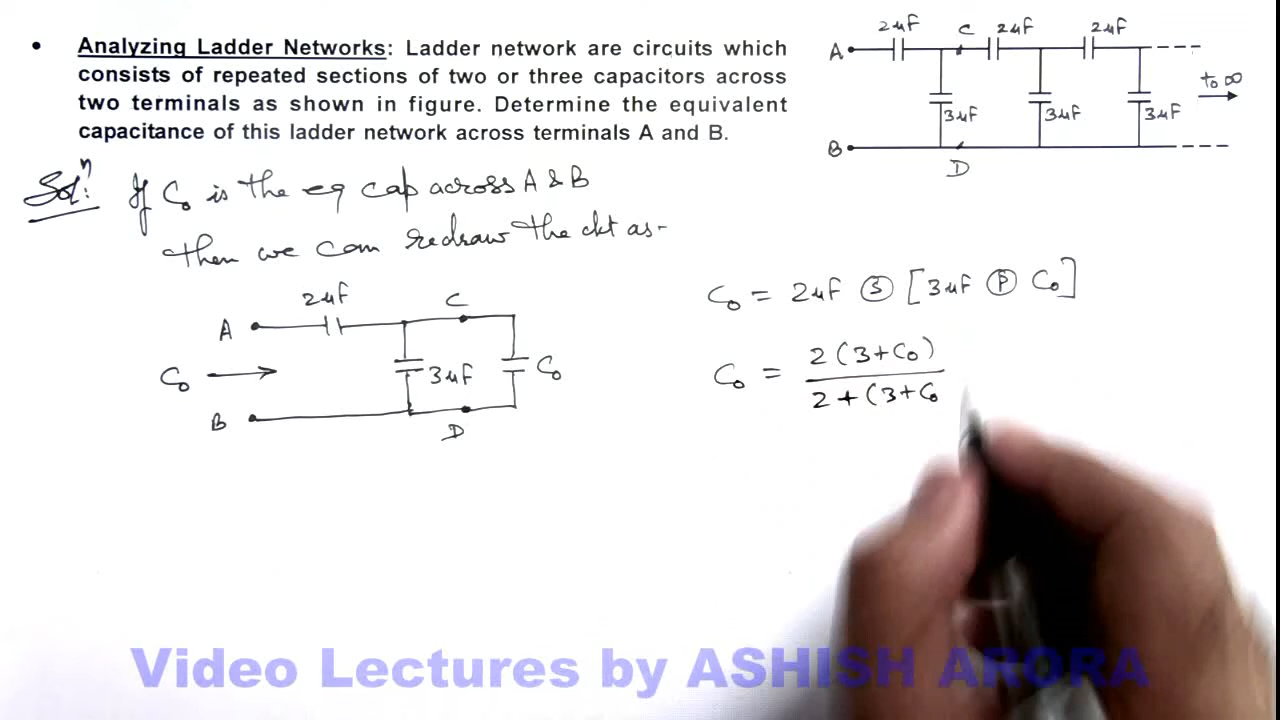 • Analyzing Ladder Networks: Ladder network are circuits which
consists of repeated sections of two or three capacitors across
two terminals as shown in figure. Determine the equivalent
capacitance of this ladder network across terminals A and B.
2μF C 2μF 2μF
A
3μF 3μF 3μF
to ∞
B
D
Solⁿ: If C₀ is the eq cap across A & B
then we can redraw the ckt as-
2μF C
A
C₀ 3μF C₀
B
D
C₀ = 2μF Ⓢ [3μF Ⓟ C₀]
C₀ = 2(3+C₀)
2+(3+C₀
Video Lectures by ASHISH ARORA